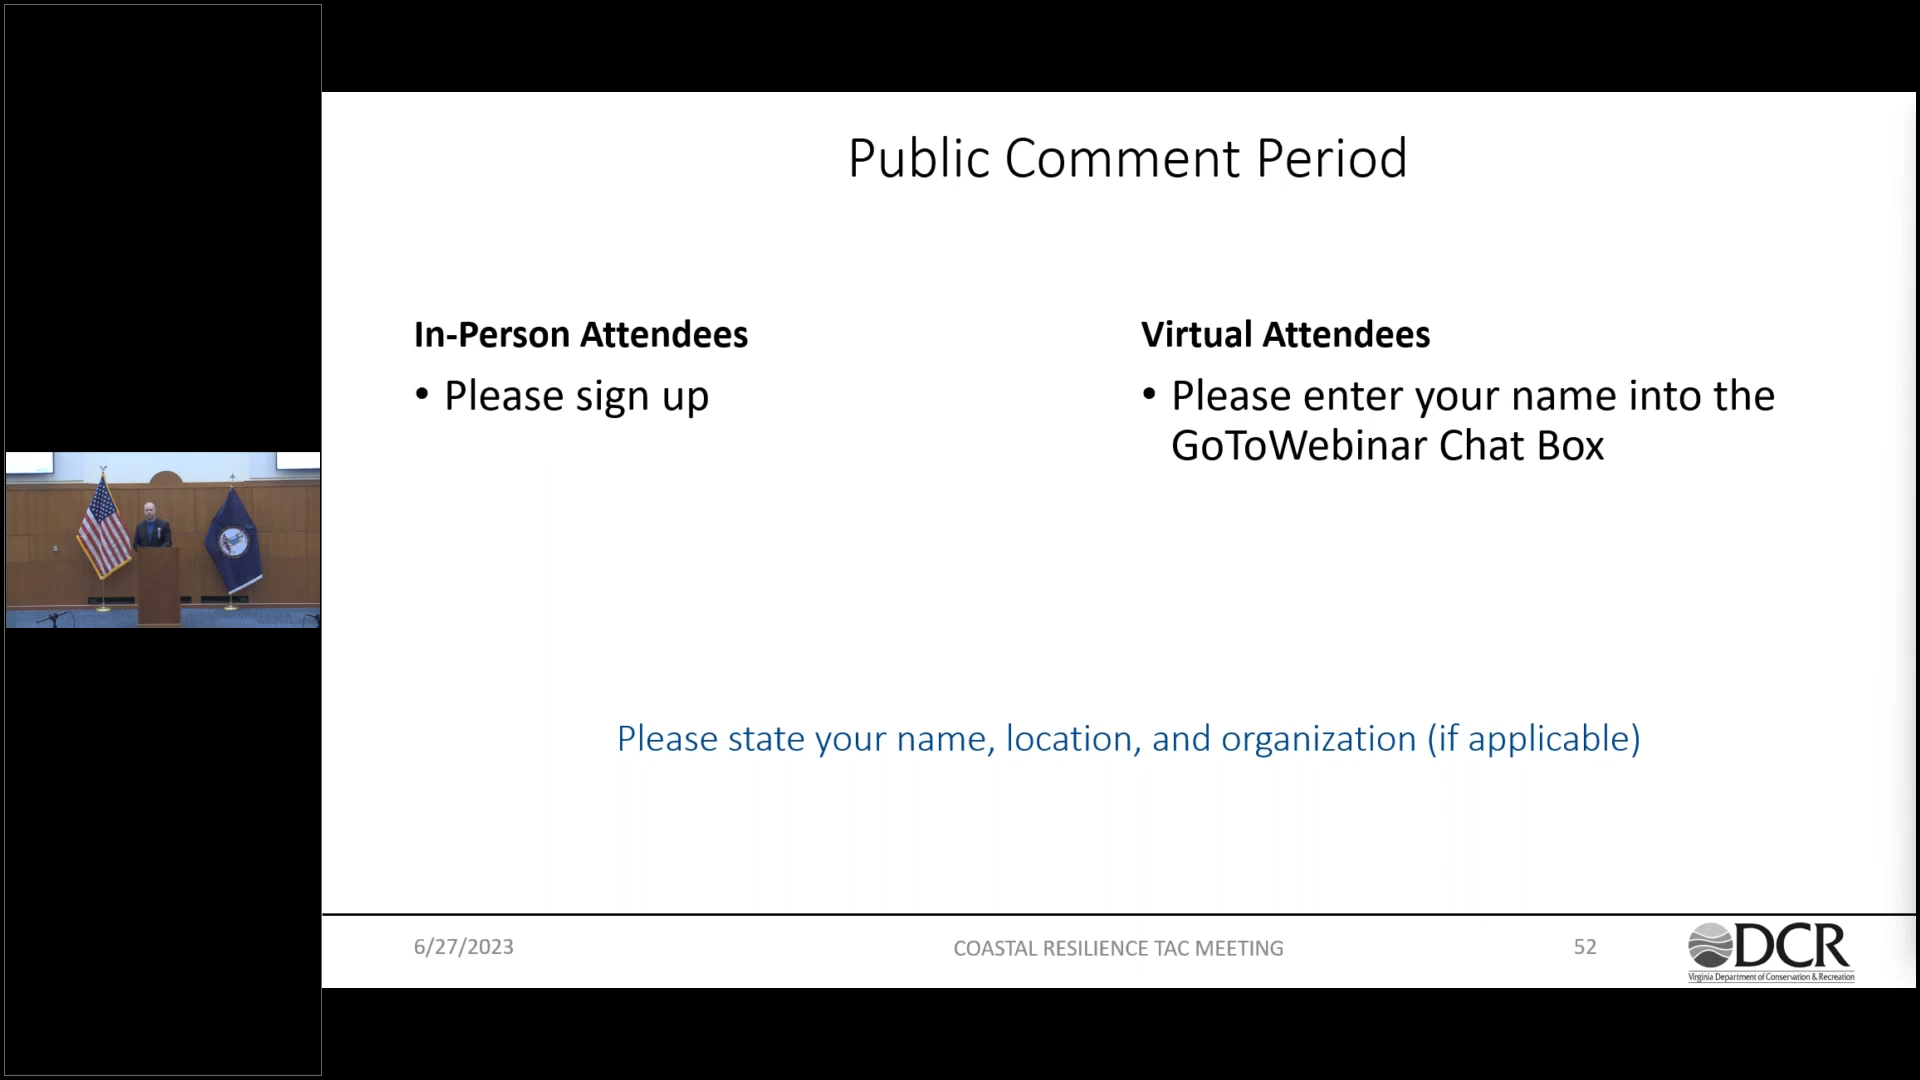 Public Comment Period
In-Person Attendees
• Please sign up
Virtual Attendees
• Please enter your name into the
GoToWebinar Chat Box
Please state your name, location, and organization (if applicable)
6/27/2023
COASTAL RESILIENCE TAC MEETING
52
DCR
Virginia Department of Conservation & Recreation